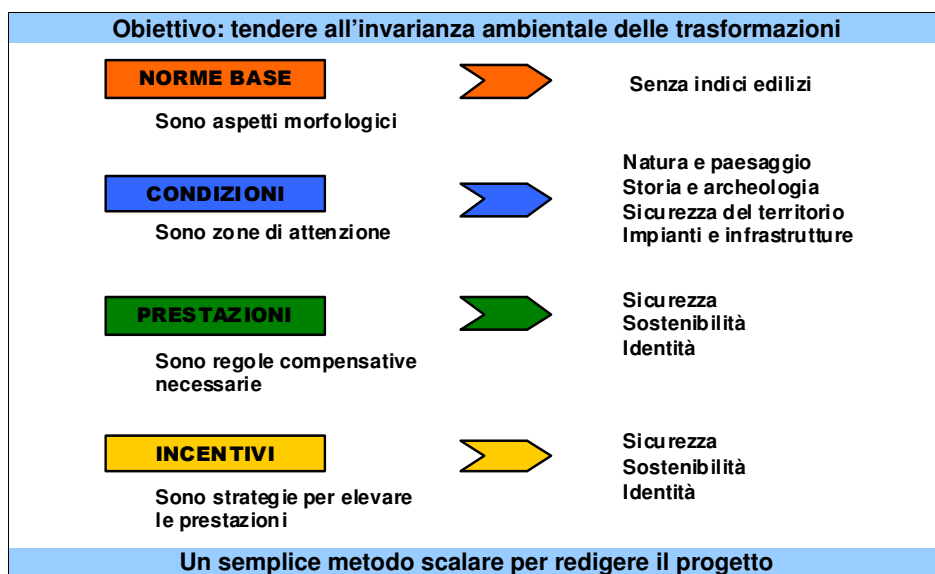 Obiettivo: tendere all'invarianza ambientale delle trasformazioni
NORME BASE
Senza indici edilizi
Sono aspetti morfologici
Natura e paesaggio
CONDIZIONI
Storia e archeologia
Sicurezza del territorio
Sono zone di attenzione
Impianti e infrastrutture
PRESTAZIONI
Sicurezza
Sostenibilità
Identità
Sono regole compensative
necessarie
INCENTIVI
Sicurezza
Sostenibilità
Identità
Sono strategie per elevare
le prestazioni
Un semplice metodo scalare per redigere il progetto